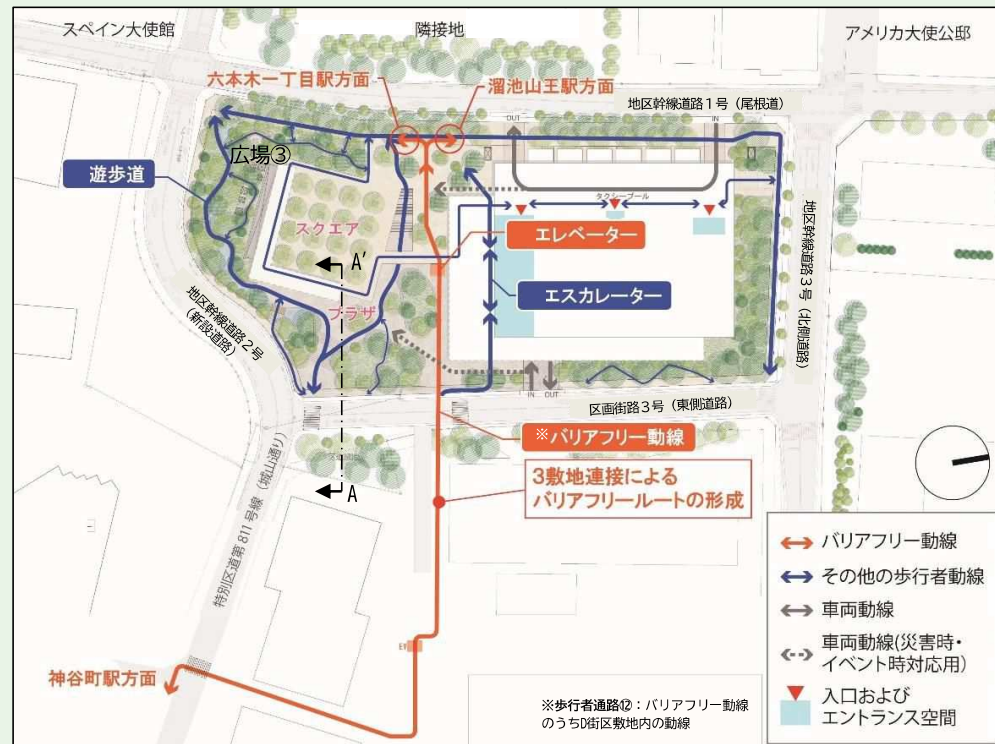 スペイン大使館
隣接地
アメリカ大使公邸
六本木一丁目駅方面
溜池山王駅方面
地区幹線道路1号（尾根道）
OUT
IN
広場③
遊歩道
タクシープール
スクエア
エレベーター
A'
エスカレーター
プラザ
地区幹線道路2号
（新設道路）
地区幹線道路3号（北側道路）
IN
OUT
区画街路3号（東側道路）
※バリアフリー動線
A
3敷地連接による
バリアフリールートの形成
特別区道第811号線（城山通り）
EV
神谷町駅方面
バリアフリー動線
その他の歩行者動線
車両動線
車両動線(災害時・
イベント時対応用)
入口および
エントランス空間
※歩行者通路⑫：バリアフリー動線
のうちD街区敷地内の動線